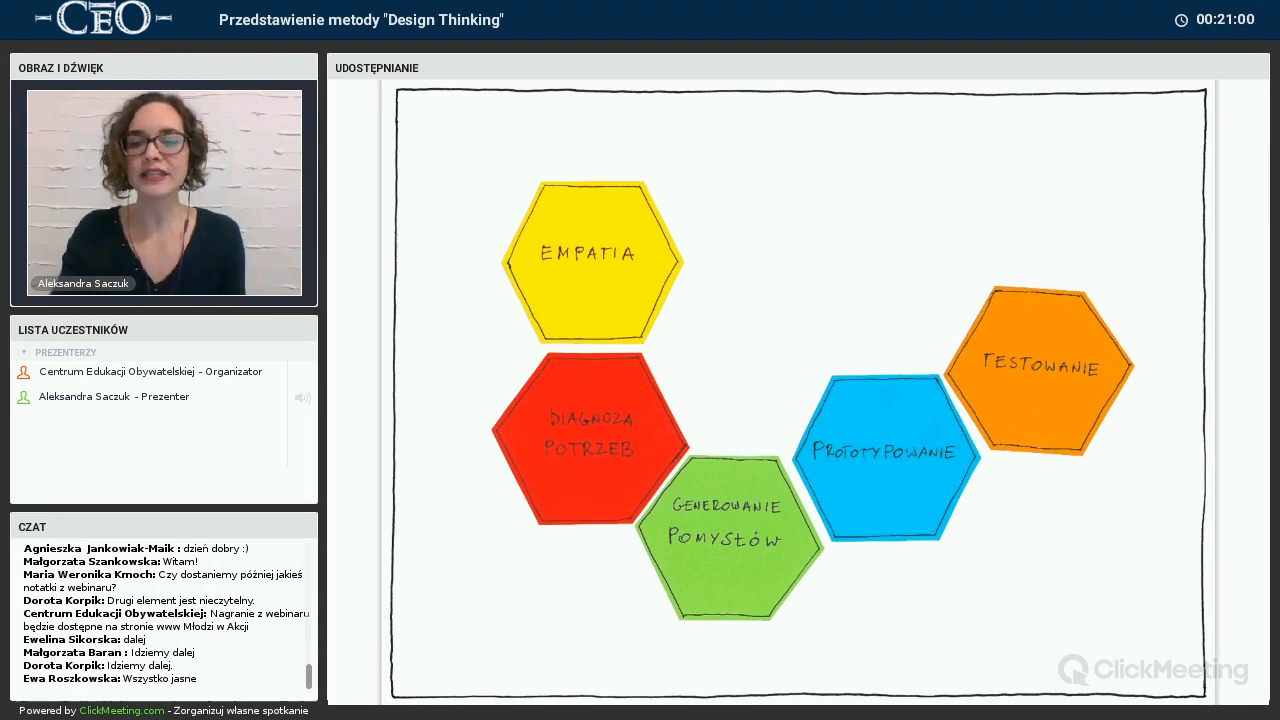 CEO
Przedstawienie metody "Design Thinking"
00:21:00
OBRAZ I DŹWIĘK
Aleksandra Saczuk
LISTA UCZESTNIKÓW
PREZENTERZY
Centrum Edukacji Obywatelskiej - Organizator
Aleksandra Saczuk - Prezenter
CZAT
Agnieszka Jankowiak-Maik : dzień dobry :)
Małgorzata Szankowska: Witam!
Maria Weronika Kmoch: Czy dostaniemy później jakieś
notatki z webinaru?
Dorota Korpik: Drugi element jest nieczytelny.
Centrum Edukacji Obywatelskiej: Nagranie z webinaru
będzie dostępne na stronie www Młodzi w Akcji
Ewelina Sikorska: dalej
Małgorzata Baran : Idziemy dalej
Dorota Korpik: Idziemy dalej.
Ewa Roszkowska: Wszystko jasne
Powered by ClickMeeting.com - Zorganizuj własne spotkanie
UDOSTĘPNIANIE
EMPATIA
DIAGNOZA
POTRZEB
GENEROWANIE
POMYSŁÓW
PROTOTYPOWANIE
TESTOWANIE
ClickMeeting